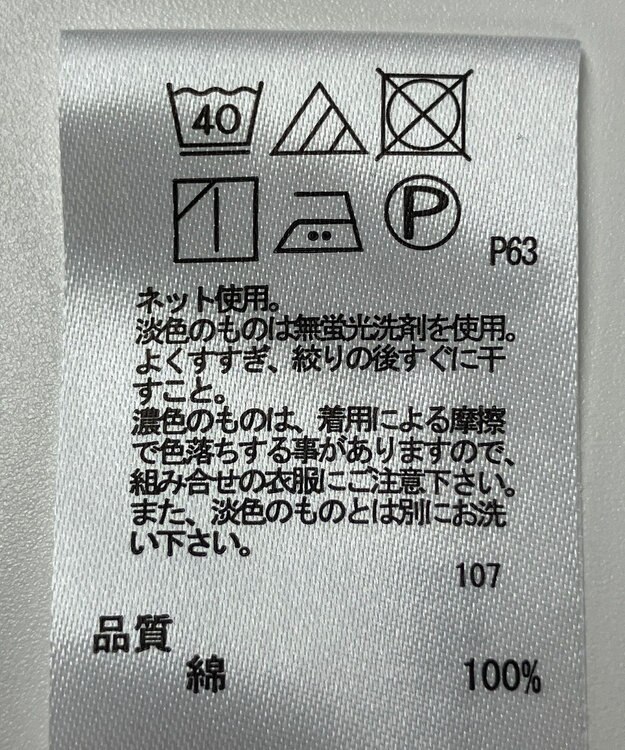 40
P
P63
ネット使用。
淡色のものは無蛍光洗剤を使用。
よくすすぎ、絞りの後すぐに干
すこと。
濃色のものは、着用による摩擦
で色落ちする事がありますので、
組み合せの衣服にご注意下さい。
また、淡色のものとは別にお洗
い下さい。
107
品質
綿 100%